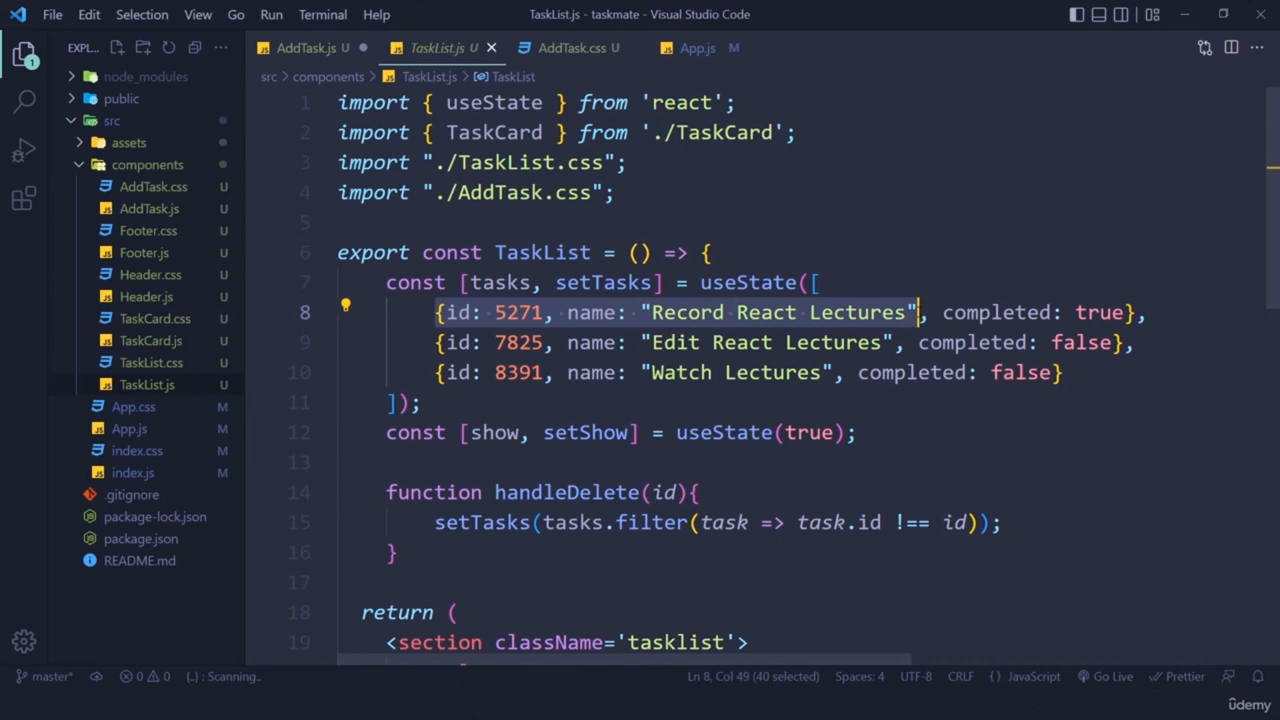 File Edit Selection View Go Run Terminal Help TaskList.js - taskmate - Visual Studio Code
EXPL... AddTask.js U TaskList.js U AddTask.css U App.js M
src > components > TaskList.js > TaskList
node_modules
public
src
assets
components
AddTask.css U
AddTask.js U
Footer.css U
Footer.js U
Header.css U
Header.js U
TaskCard.css U
TaskCard.js U
TaskList.css U
TaskList.js U
App.css M
App.js M
index.css M
index.js M
.gitignore
package-lock.json
package.json
README.md
1 import { useState } from 'react';
2 import { TaskCard } from './TaskCard';
3 import "./TaskList.css";
4 import "./AddTask.css";
5
6 export const TaskList = () => {
7 const [tasks, setTasks] = useState([
8 {id: 5271, name: "Record React Lectures", completed: true},
9 {id: 7825, name: "Edit React Lectures", completed: false},
10 {id: 8391, name: "Watch Lectures", completed: false}
11 ]);
12 const [show, setShow] = useState(true);
13
14 function handleDelete(id){
15 setTasks(tasks.filter(task => task.id !== id));
16 }
17
18 return (
19 <section className='tasklist'>
master* 0 0 {..} : Scanning.. Ln 8, Col 49 (40 selected) Spaces: 4 UTF-8 CRLF {} JavaScript Go Live Prettier
1
ûdemy